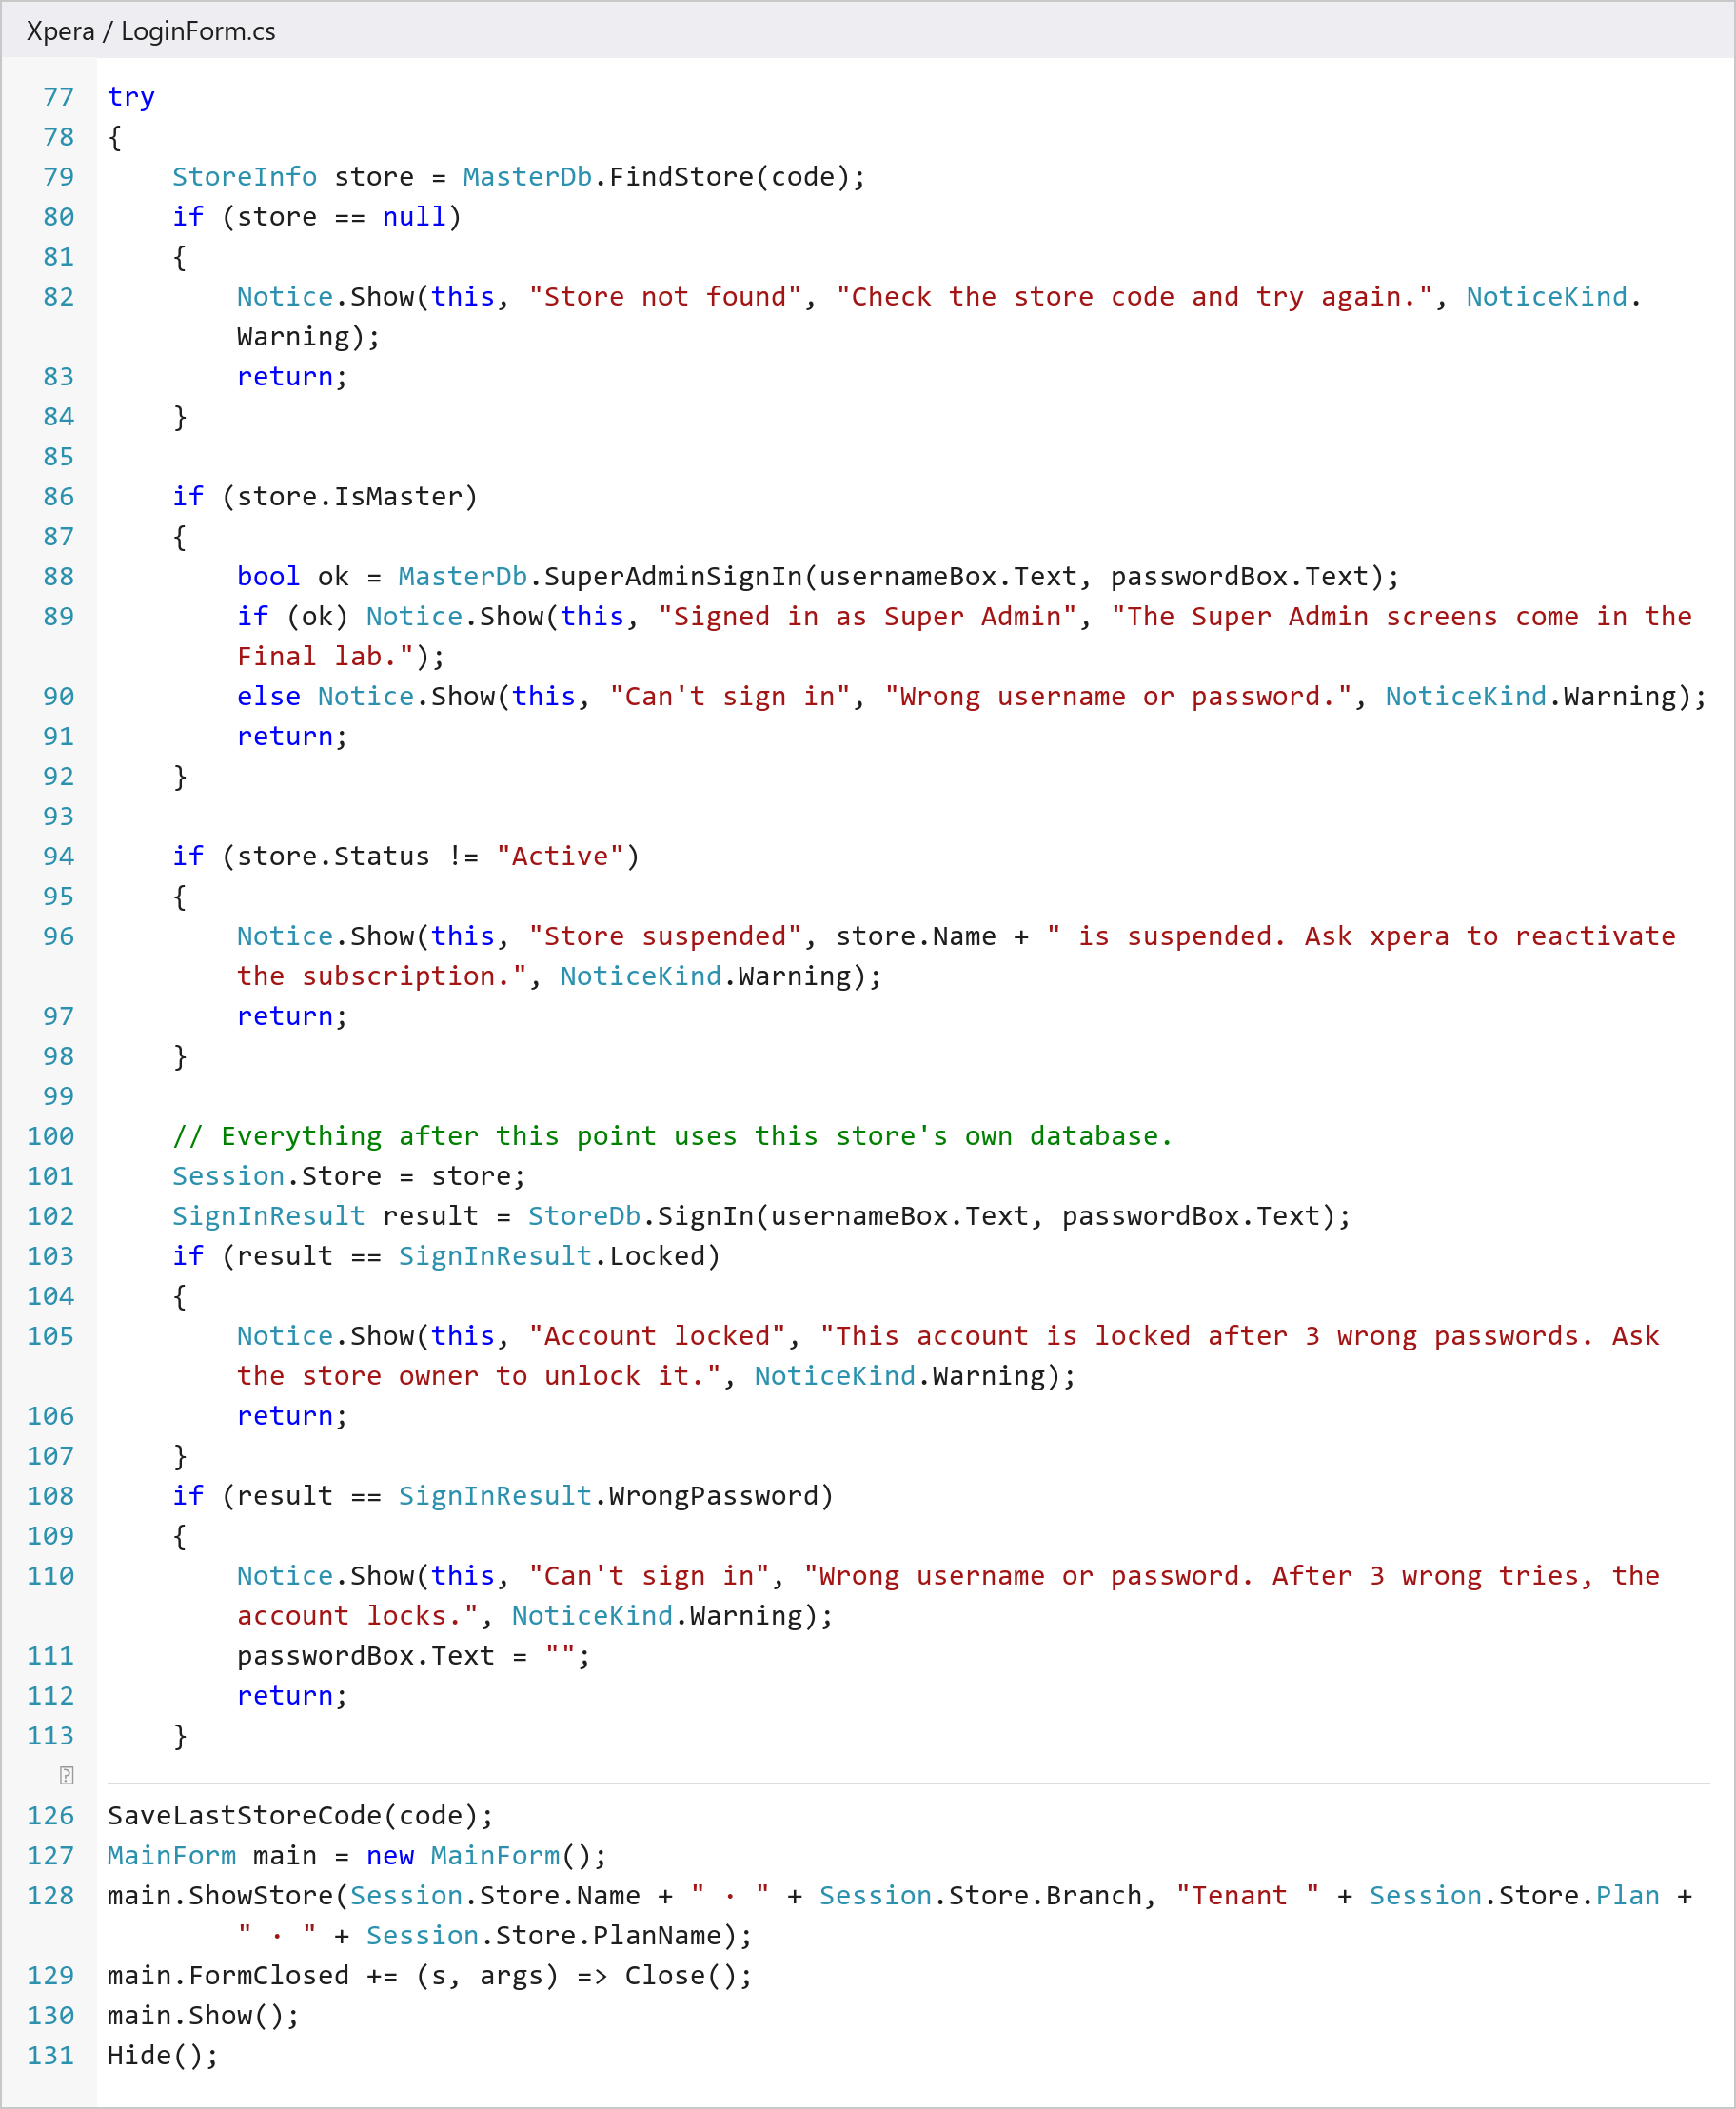 Xpera / LoginForm.cs
77 try
78 {
79     StoreInfo store = MasterDb.FindStore(code);
80     if (store == null)
81     {
82         Notice.Show(this, "Store not found", "Check the store code and try again.", NoticeKind.
        Warning);
83         return;
84     }
85
86     if (store.IsMaster)
87     {
88         bool ok = MasterDb.SuperAdminSignIn(usernameBox.Text, passwordBox.Text);
89         if (ok) Notice.Show(this, "Signed in as Super Admin", "The Super Admin screens come in the
        Final lab.");
90         else Notice.Show(this, "Can't sign in", "Wrong username or password.", NoticeKind.Warning);
91         return;
92     }
93
94     if (store.Status != "Active")
95     {
96         Notice.Show(this, "Store suspended", store.Name + " is suspended. Ask xpera to reactivate
        the subscription.", NoticeKind.Warning);
97         return;
98     }
99
100     // Everything after this point uses this store's own database.
101     Session.Store = store;
102     SignInResult result = StoreDb.SignIn(usernameBox.Text, passwordBox.Text);
103     if (result == SignInResult.Locked)
104     {
105         Notice.Show(this, "Account locked", "This account is locked after 3 wrong passwords. Ask
        the store owner to unlock it.", NoticeKind.Warning);
106         return;
107     }
108     if (result == SignInResult.WrongPassword)
109     {
110         Notice.Show(this, "Can't sign in", "Wrong username or password. After 3 wrong tries, the
        account locks.", NoticeKind.Warning);
111         passwordBox.Text = "";
112         return;
113     }
126 SaveLastStoreCode(code);
127 MainForm main = new MainForm();
128 main.ShowStore(Session.Store.Name + " · " + Session.Store.Branch, "Tenant " + Session.Store.Plan +
        " · " + Session.Store.PlanName);
129 main.FormClosed += (s, args) => Close();
130 main.Show();
131 Hide();